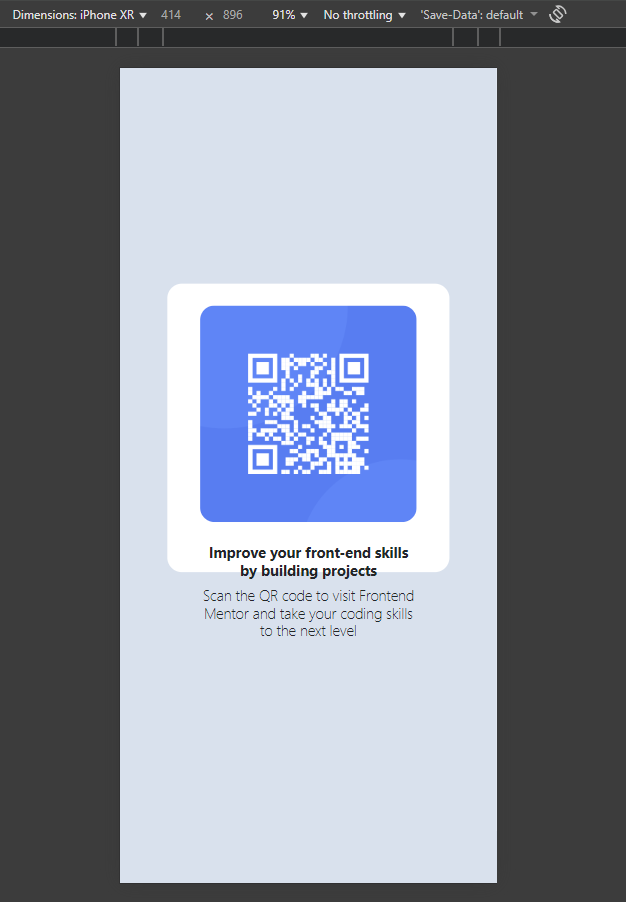 Dimensions: iPhone XR ▼ 414 × 896 91% ▼ No throttling ▼ 'Save-Data': default ▼
Improve your front-end skills
by building projects
Scan the QR code to visit Frontend
Mentor and take your coding skills
to the next level